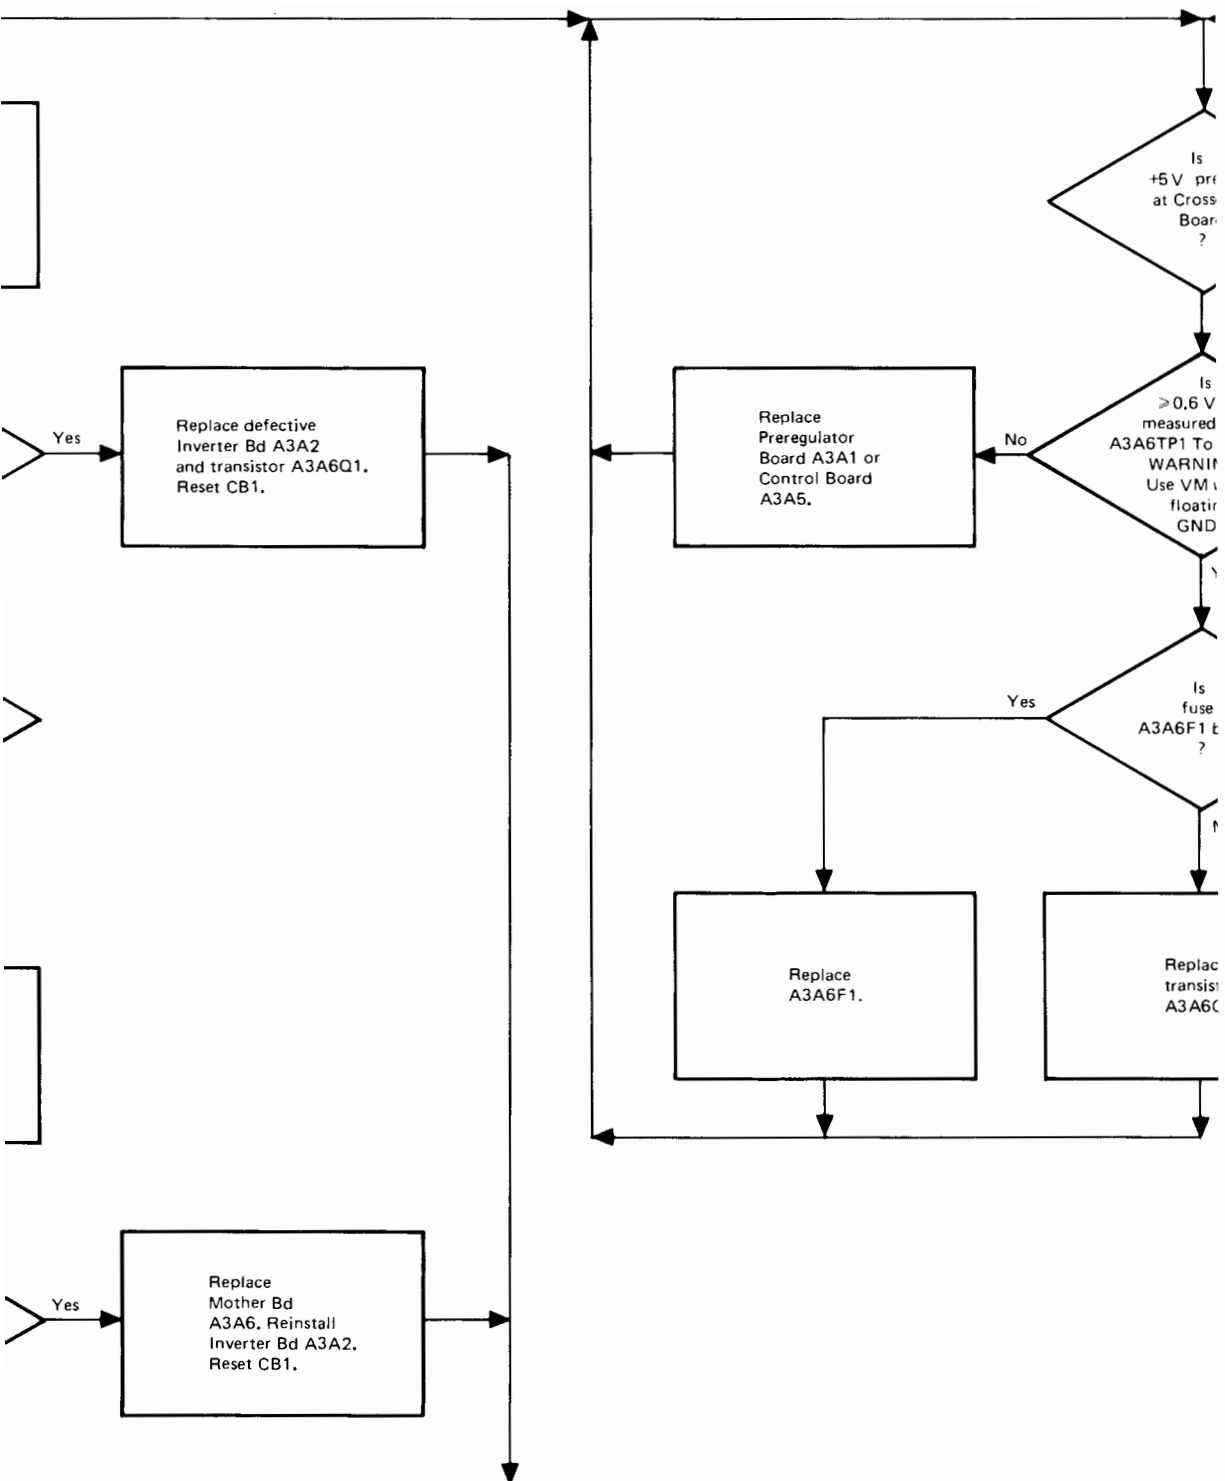 Is
+5 V
at
?
Yes
Replace defective
Inverter Bd A3A2
and transistor A3A6Q1.
Reset CB1.
Replace
Preregulator
Board A3A1 or
Control Board
A3A5.
No
Is
≥0.6 V
measured
A3A6TP1 To
Use VM
GND
Yes
Is
fuse
A3A6F1
?
Replace
A3A6F1.
Yes
Replace
Mother Bd
A3A6. Reinstall
Inverter Bd A3A2.
Reset CB1.